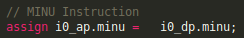 // MINU Instruction
assign i0_ap.minu =   i0_dp.minu;